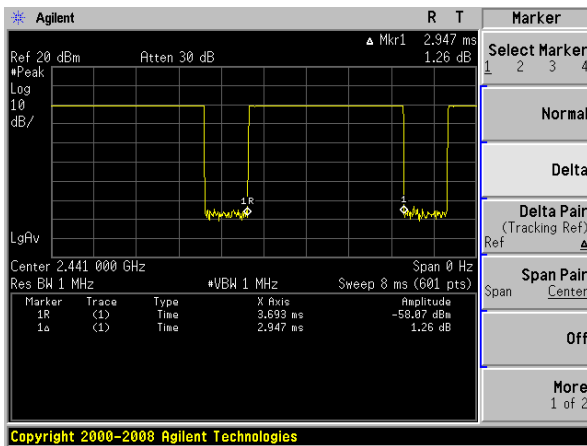 Agilent R T Marker
▵ Mkr1 2.947 ms
Ref 20 dBm Atten 30 dB 1.26 dB
#Peak
Log
10
dB/
1R
1
LgAv
Center 2.441 000 GHz Span 0 Hz
Res BW 1 MHz #VBW 1 MHz Sweep 8 ms (601 pts)
Marker Trace Type X Axis Amplitude
1R (1) Time 3.693 ms -58.07 dBm
1▵ (1) Time 2.947 ms 1.26 dB
Select Marker
1 2 3 4
Normal
Delta
Delta Pair
(Tracking Ref)
Ref ▵
Span Pair
Span Center
Off
More
1 of 2
Copyright 2000-2008 Agilent Technologies